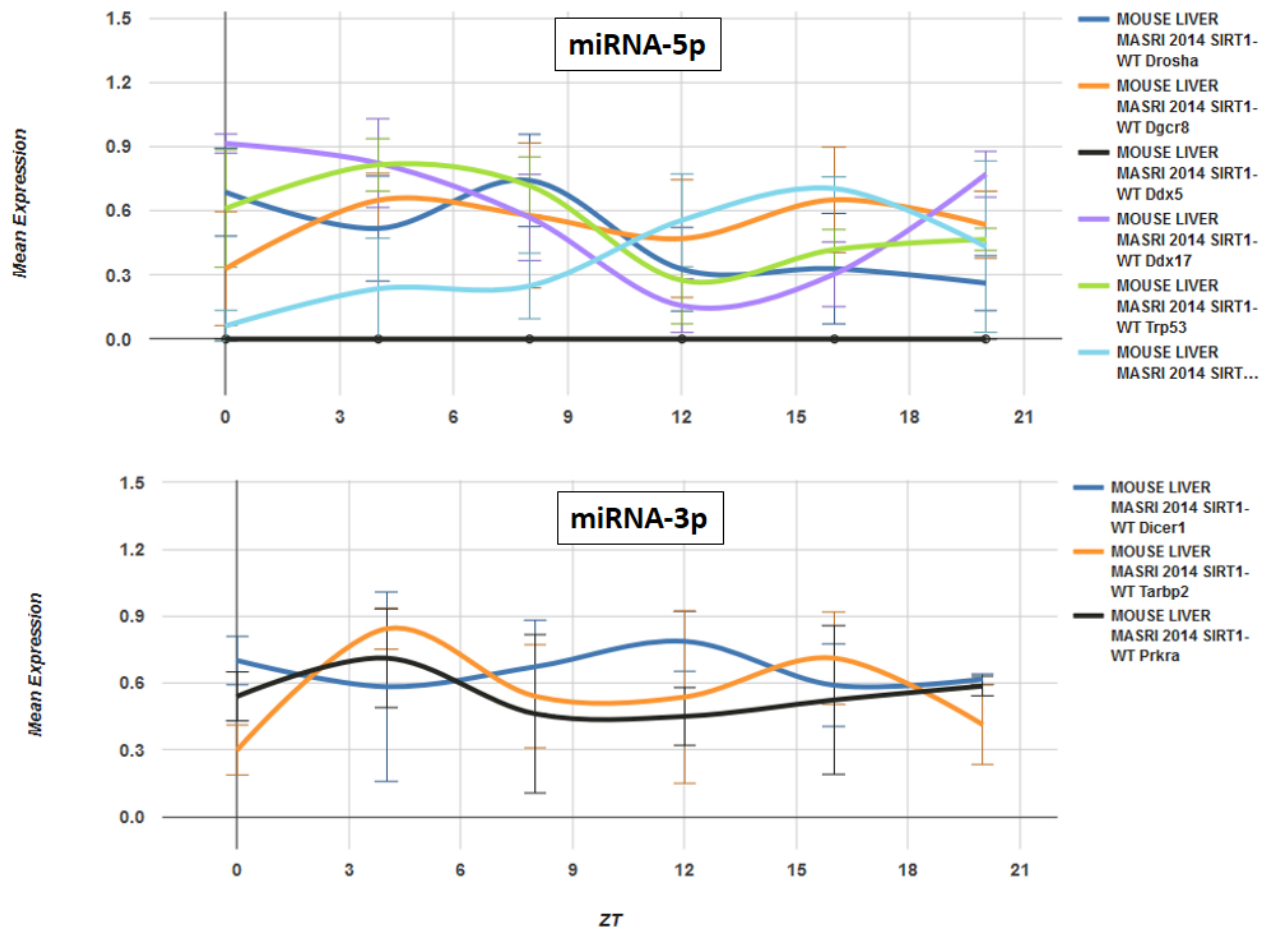 miRNA-5p
Mean Expression
1.5
1.2
0.9
0.6
0.3
0.0
0 3 6 9 12 15 18 21
MOUSE LIVER
MASRI 2014 SIRT1-
WT Drosha
MOUSE LIVER
MASRI 2014 SIRT1-
WT Dgcr8
MOUSE LIVER
MASRI 2014 SIRT1-
WT Ddx5
MOUSE LIVER
MASRI 2014 SIRT1-
WT Ddx17
MOUSE LIVER
MASRI 2014 SIRT1-
WT Trp53
MOUSE LIVER
MASRI 2014 SIRT...
miRNA-3p
Mean Expression
1.5
1.2
0.9
0.6
0.3
0.0
0 3 6 9 12 15 18 21
ZT
MOUSE LIVER
MASRI 2014 SIRT1-
WT Dicer1
MOUSE LIVER
MASRI 2014 SIRT1-
WT Tarbp2
MOUSE LIVER
MASRI 2014 SIRT1-
WT Prkra